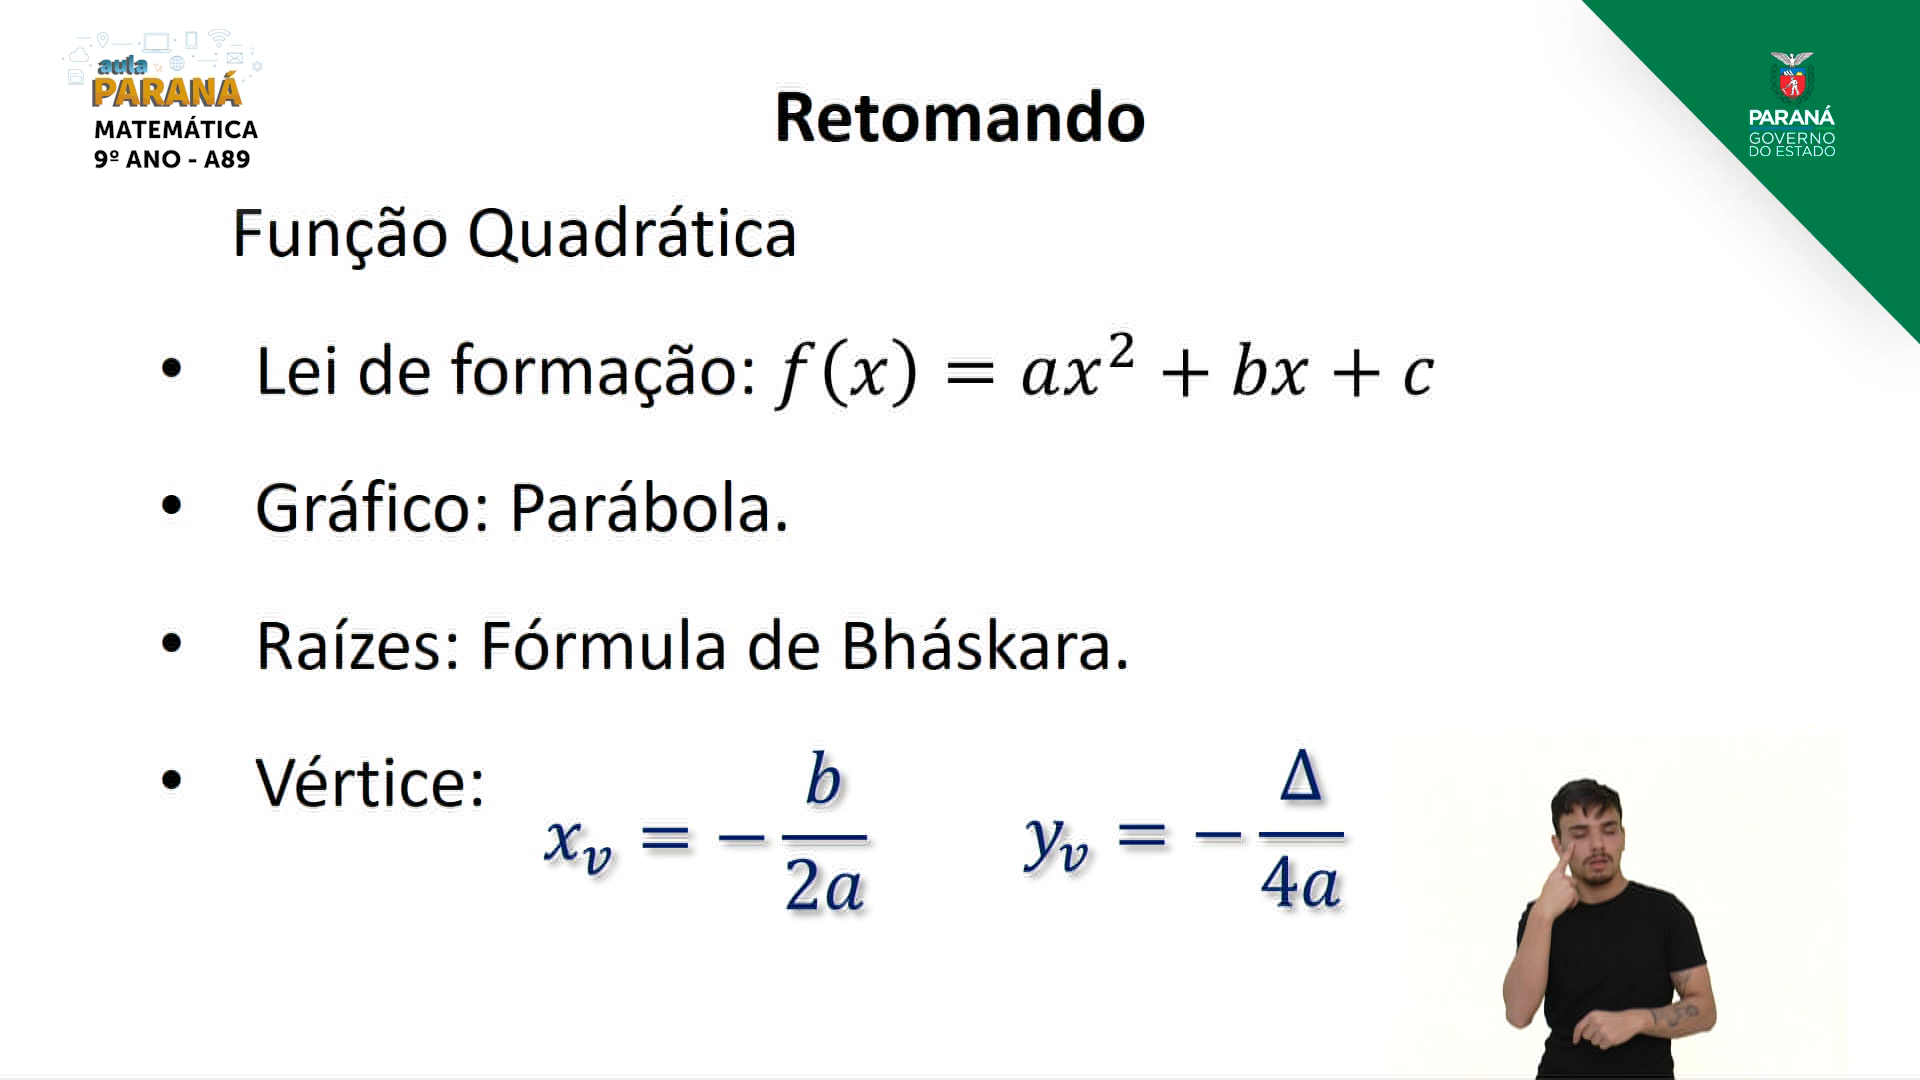 aula
PARANÁ
MATEMÁTICA
9º ANO - A89
Retomando
PARANÁ
GOVERNO
DO ESTADO
Função Quadrática
• Lei de formação: f(x) = ax² + bx + c
• Gráfico: Parábola.
• Raízes: Fórmula de Bháskara.
• Vértice: xᵥ = − b/2a yᵥ = − Δ/4a